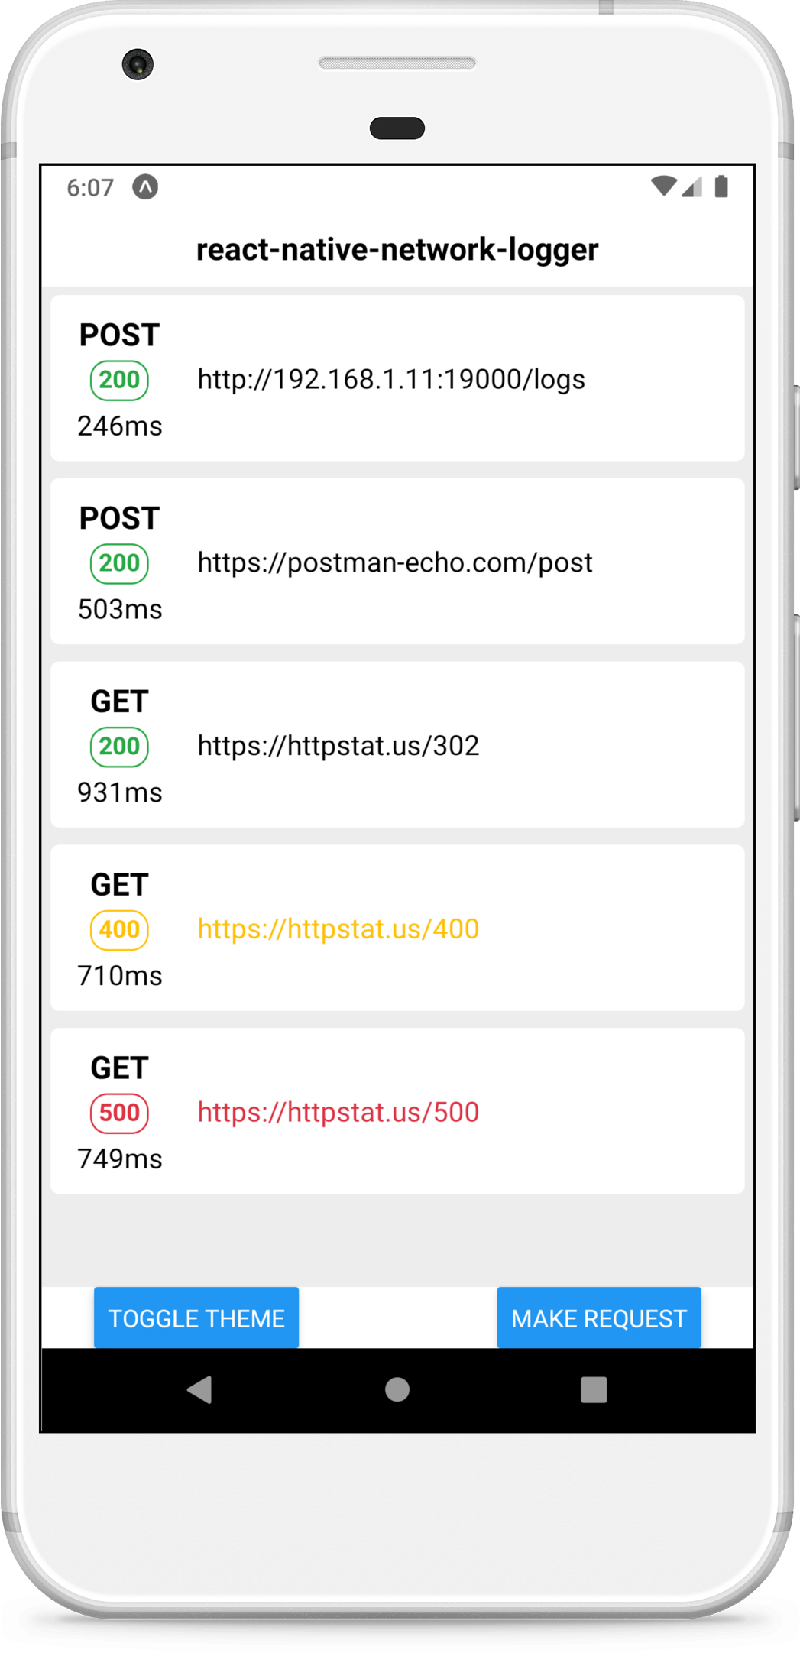 6:07
react-native-network-logger
POST
200
http://192.168.1.11:19000/logs
246ms
POST
200
https://postman-echo.com/post
503ms
GET
200
https://httpstat.us/302
931ms
GET
400
https://httpstat.us/400
710ms
GET
500
https://httpstat.us/500
749ms
TOGGLE THEME
MAKE REQUEST